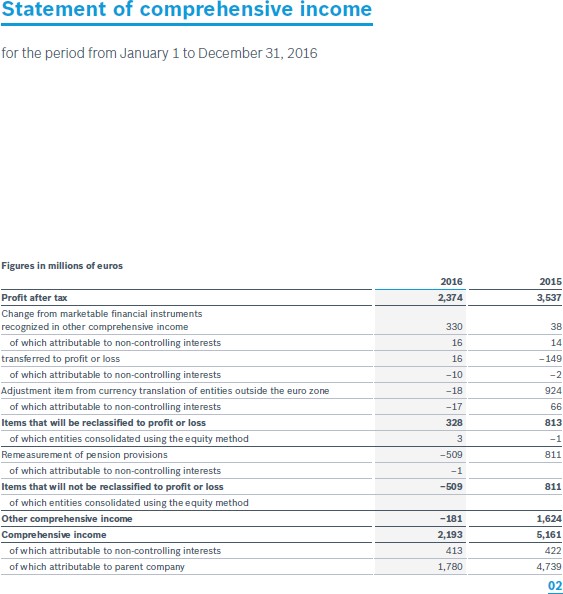 Statement of comprehensive income
for the period from January 1 to December 31, 2016
Figures in millions of euros
2016 2015
Profit after tax 2,374 3,537
Change from marketable financial instruments
recognized in other comprehensive income 330 38
of which attributable to non-controlling interests 16 14
transferred to profit or loss 16 −149
of which attributable to non-controlling interests −10 −2
Adjustment item from currency translation of entities outside the euro zone −18 924
of which attributable to non-controlling interests −17 66
Items that will be reclassified to profit or loss 328 813
of which entities consolidated using the equity method 3 −1
Remeasurement of pension provisions −509 811
of which attributable to non-controlling interests −1
Items that will not be reclassified to profit or loss −509 811
of which entities consolidated using the equity method
Other comprehensive income −181 1,624
Comprehensive income 2,193 5,161
of which attributable to non-controlling interests 413 422
of which attributable to parent company 1,780 4,739
02